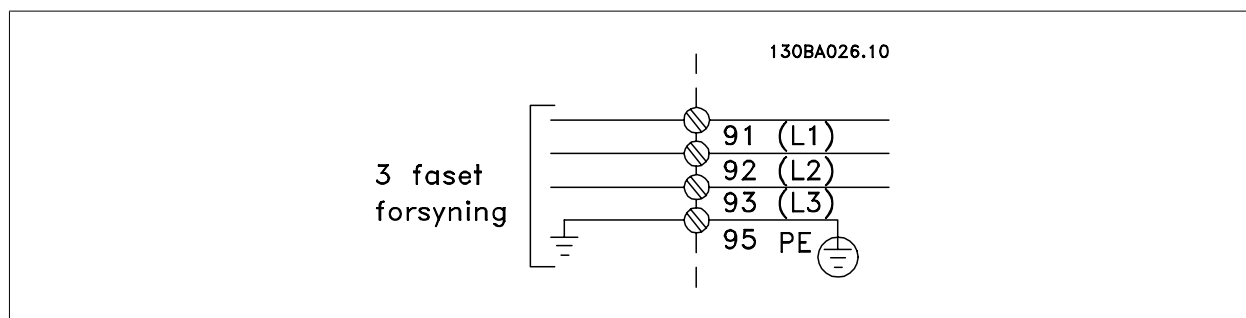 130BA026.10
91 (L1)
92 (L2)
93 (L3)
95 PE
3 faset
forsyning